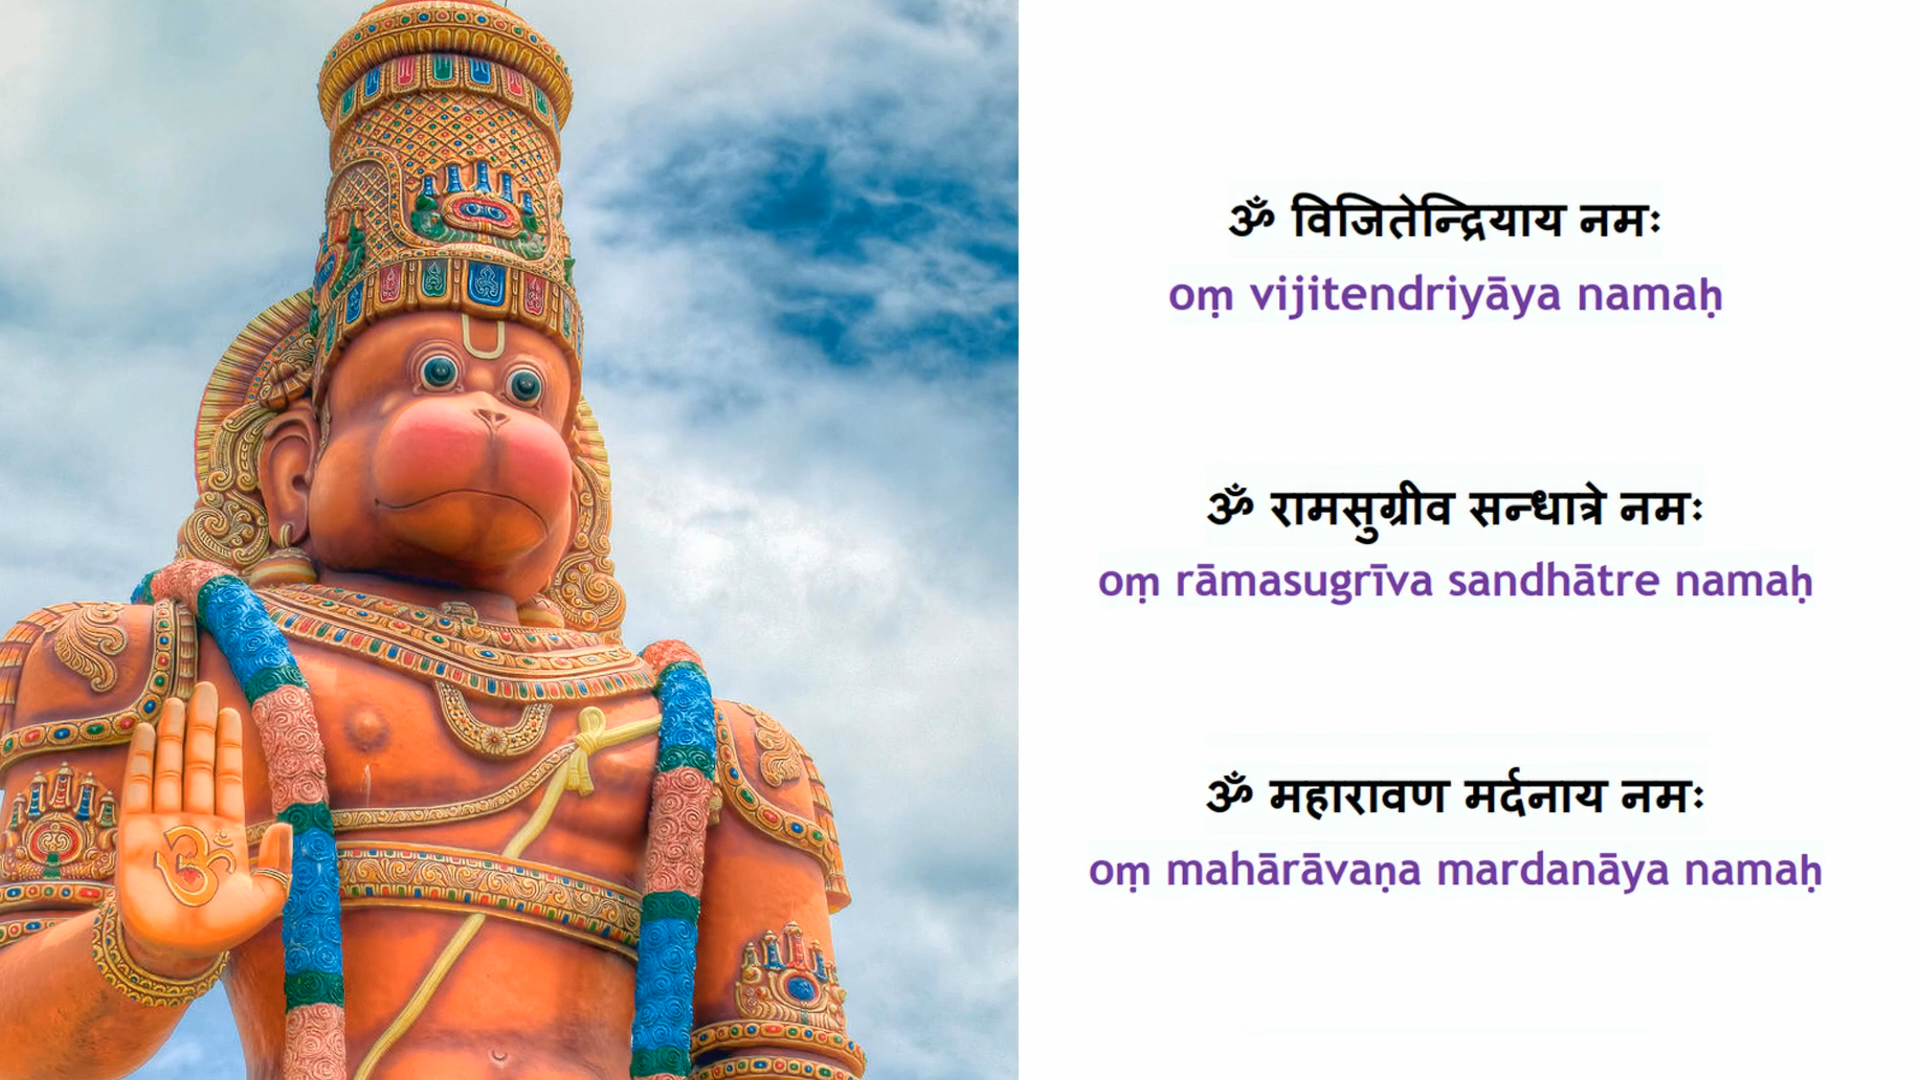 ॐ विजितेन्द्रियाय नमः
oṃ vijitendriyāya namaḥ
ॐ रामसुग्रीव सन्धात्रे नमः
oṃ rāmasugrīva sandhātre namaḥ
ॐ महारावण मर्दनाय नमः
oṃ mahārāvaṇa mardanāya namaḥ
ॐ